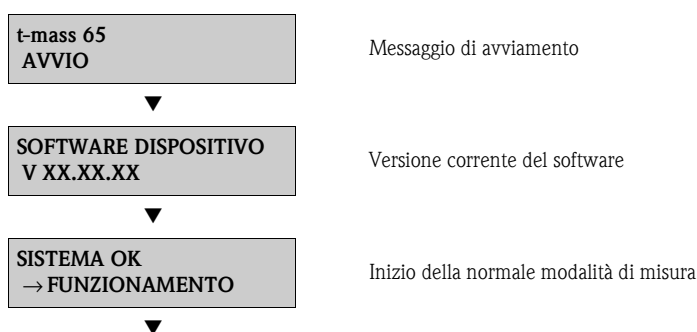 t-mass 65
AVVIO
Messaggio di avviamento
▼
SOFTWARE DISPOSITIVO
V XX.XX.XX
Versione corrente del software
▼
SISTEMA OK
→ FUNZIONAMENTO
Inizio della normale modalità di misura
▼